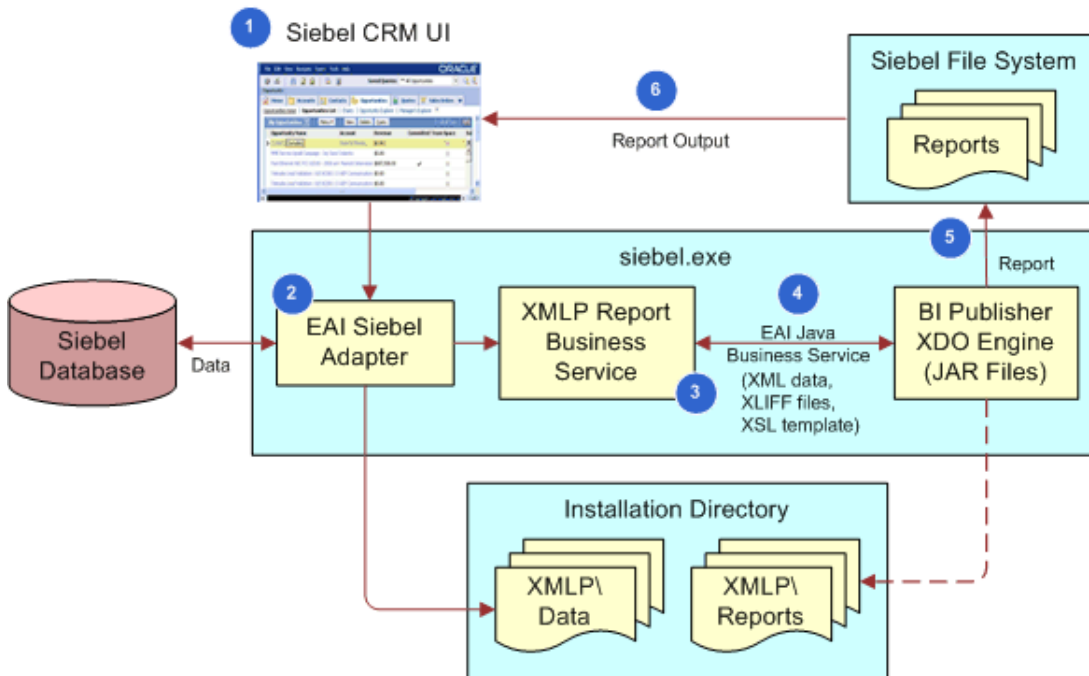 1
Siebel CRM UI
ORACLE
Siebel File System
Reports
6
Report Output
5
Report
siebel.exe
2
EAI Siebel
Adapter
Siebel
Database
Data
XMLP Report
Business
Service
3
4
EAI Java
Business Service
(XML data,
XLIFF files,
XSL template)
BI Publisher
XDO Engine
(JAR Files)
Installation Directory
XMLP\
Data
XMLP\
Reports